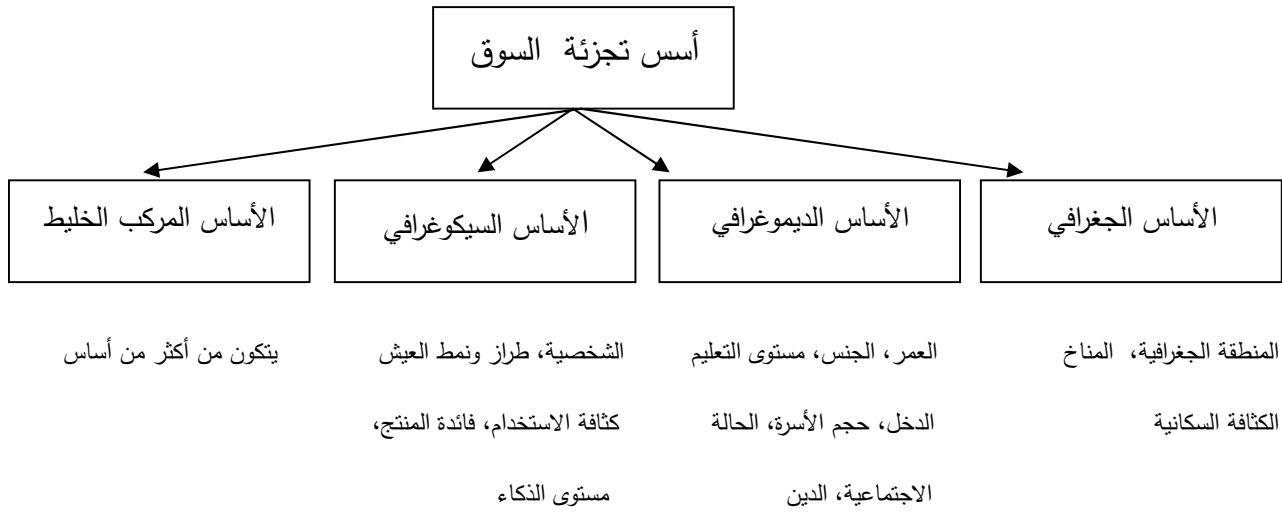 أسس تجزئة السوق
الأساس الجغرافي
الأساس الديموغرافي
الأساس السيكوغرافي
الأساس المركب الخليط
المنطقة الجغرافية، المناخ
الكثافة السكانية
العمر، الجنس، مستوى التعليم
الدخل، حجم الأسرة، الحالة
الاجتماعية، الدين
الشخصية، طراز ونمط العيش
كثافة الاستخدام، فائدة المنتج،
مستوى الذكاء
يتكون من أكثر من أساس